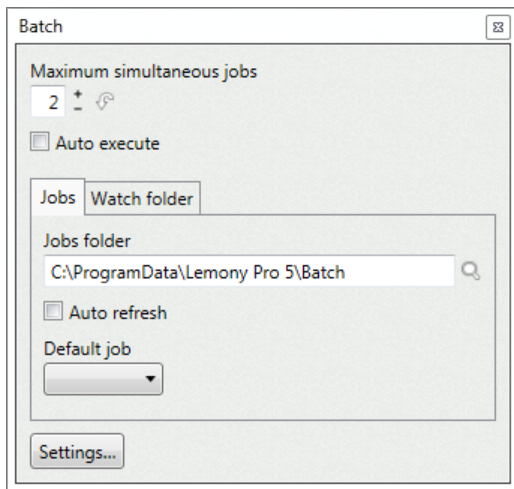 Batch
Maximum simultaneous jobs
2
Auto execute
Jobs Watch folder
Jobs folder
C:\ProgramData\Lemony Pro 5\Batch
Auto refresh
Default job
Settings...